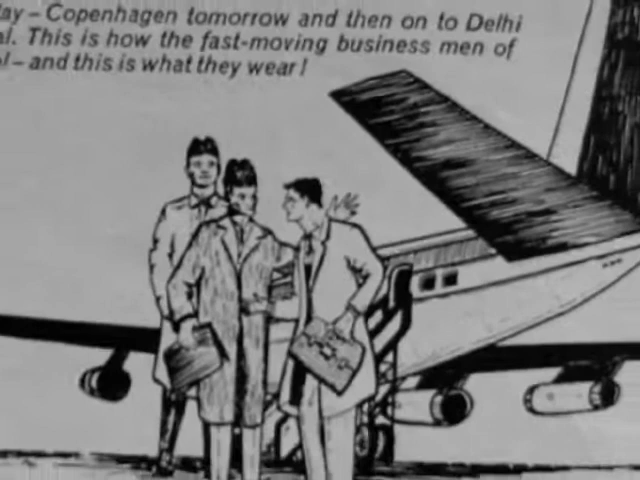 – Copenhagen tomorrow and then on to Delhi
This is how the fast-moving business men of
– and this is what they wear!